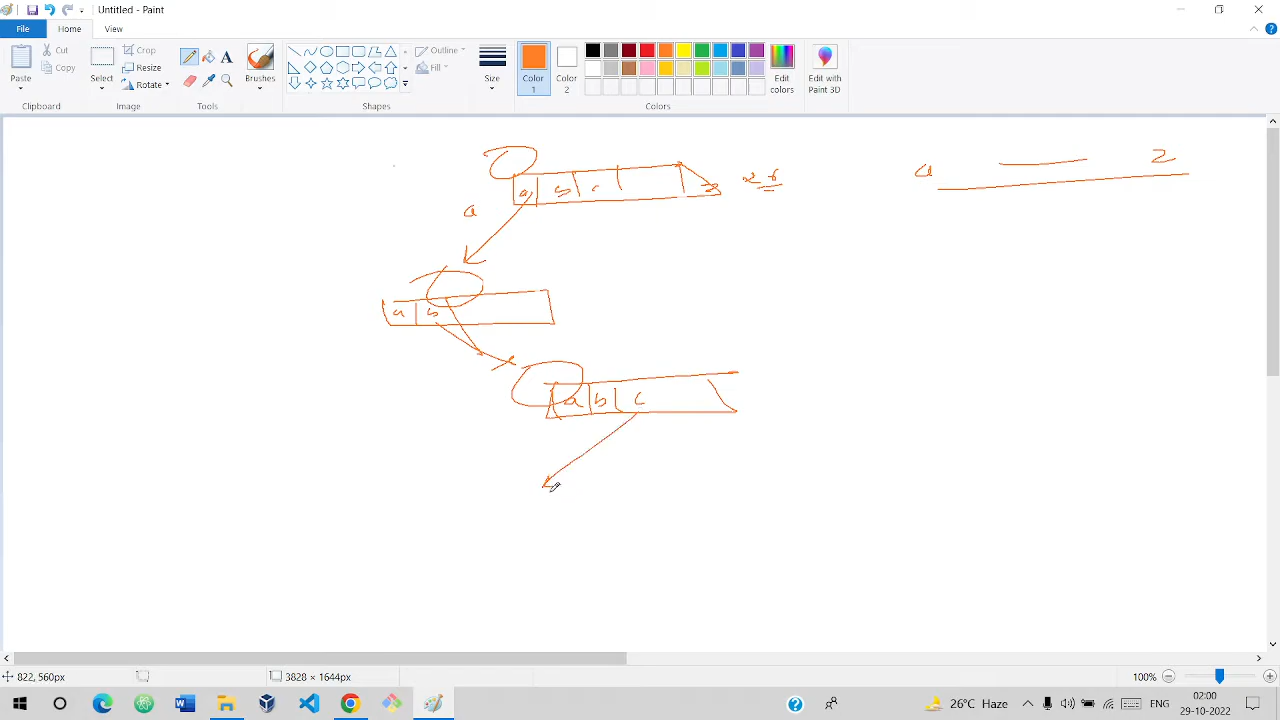 Untitled - Paint
File Home View
Paste Cut Copy Clipboard
Select Crop Resize Rotate Image
Tools
Brushes
Shapes Outline Fill
Size
Color 1 Color 2 Edit colors Colors
Edit with Paint 3D
a b c 26
a
a b
a b c
a
822, 560px 3828 × 1644px 100%
26°C Haze 02:00
29-10-2022